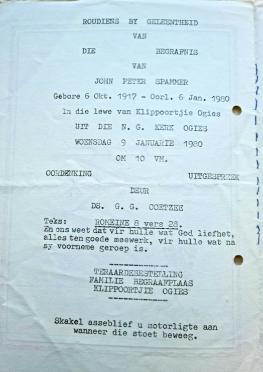 ROUDIENS BY GELEENTHEID
VAN
DIE BEGRAFNIS
VAN
JOHN PETER SPAMMER
Gebore 6 Okt. 1917 - Oorl. 6 Jan. 1980
In die lewe van Klippoortjie Ogies
UIT DIE N. G. KERK OGIES
WOENSDAG 9 JANUARIE 1980
OM 10 VM.
OORDENKING UITGESPREEK
DEUR
DS. G. G. COETZEE
Teks: ROMEINE 8 vers 28.
En ons weet dat vir hulle wat God liefhet,
alles ten goede meewerk, vir hulle wat na
sy voorneme geroep is.
TERAARDEBESTELLING
FAMILIE BEGRAAFPLAAS
KLIPPOORTJIE OGIES
Skakel asseblief u motorligte aan
wanneer die stoet beweeg.